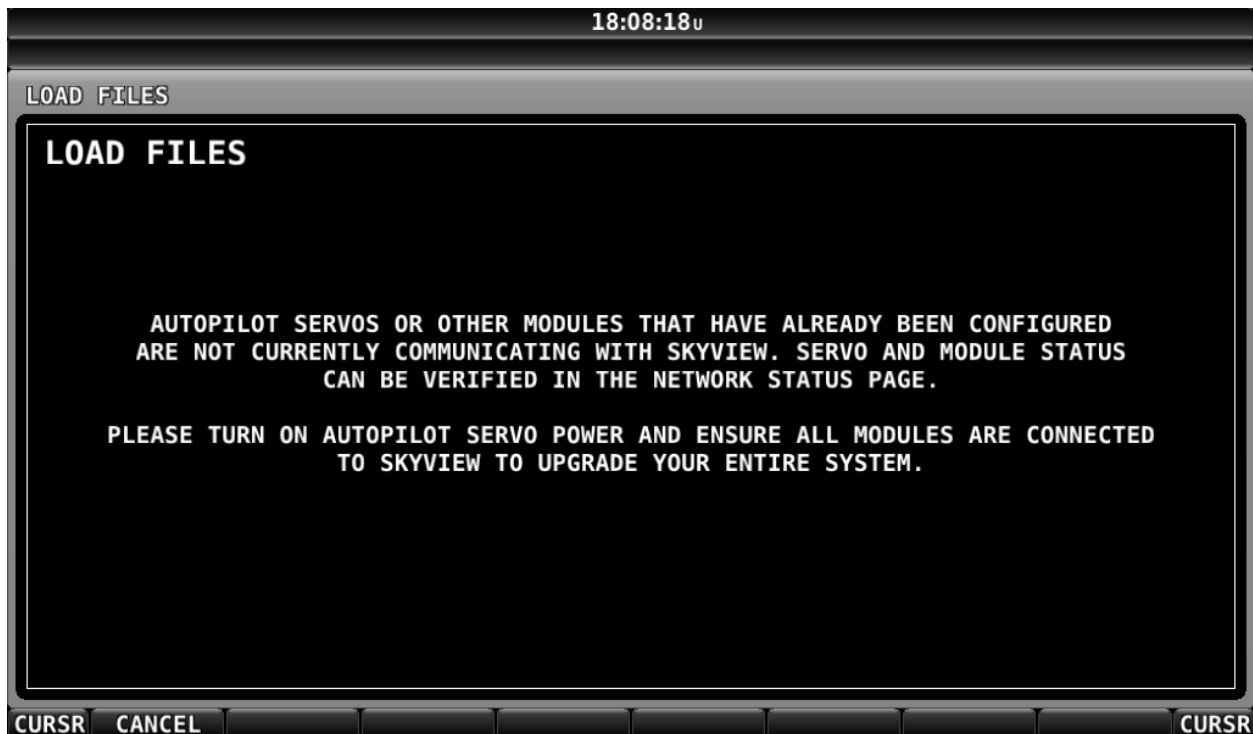 18:08:18U
LOAD FILES
LOAD FILES
AUTOPILOT SERVOS OR OTHER MODULES THAT HAVE ALREADY BEEN CONFIGURED
ARE NOT CURRENTLY COMMUNICATING WITH SKYVIEW. SERVO AND MODULE STATUS
CAN BE VERIFIED IN THE NETWORK STATUS PAGE.
PLEASE TURN ON AUTOPILOT SERVO POWER AND ENSURE ALL MODULES ARE CONNECTED
TO SKYVIEW TO UPGRADE YOUR ENTIRE SYSTEM.
CURSR CANCEL CURSR